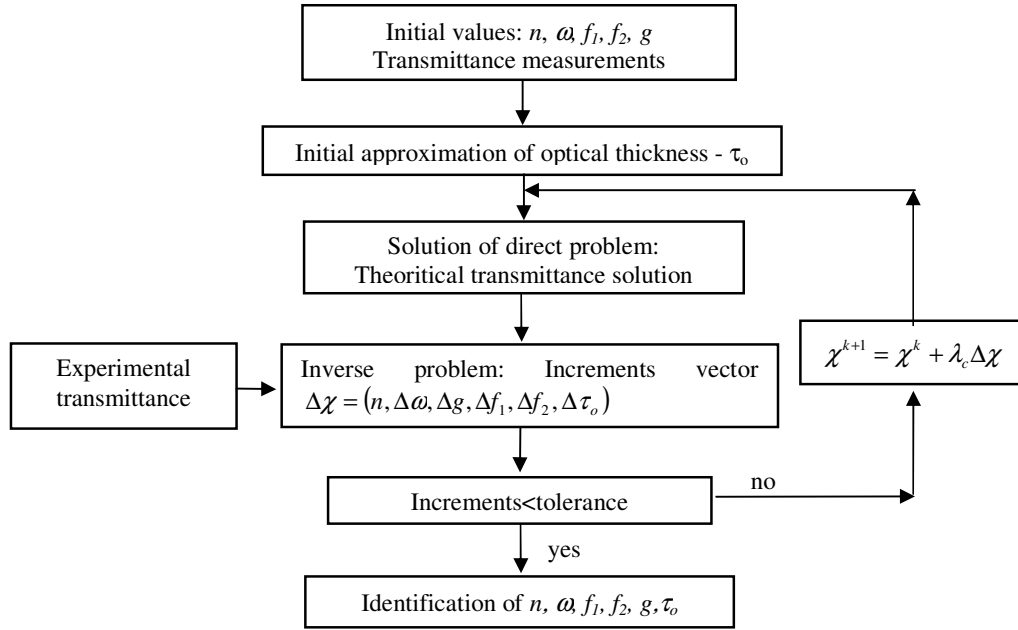 Initial values: n, ω, f₁, f₂, g
Transmittance measurements
Initial approximation of optical thickness - τₒ
Solution of direct problem:
Theoritical transmittance solution
χᵏ⁺¹ = χᵏ + λ_c Δχ
Experimental
transmittance
Inverse problem: Increments vector
Δχ = (n, Δω, Δg, Δf₁, Δf₂, Δτₒ)
Increments<tolerance
no
yes
Identification of n, ω, f₁, f₂, g, τₒ